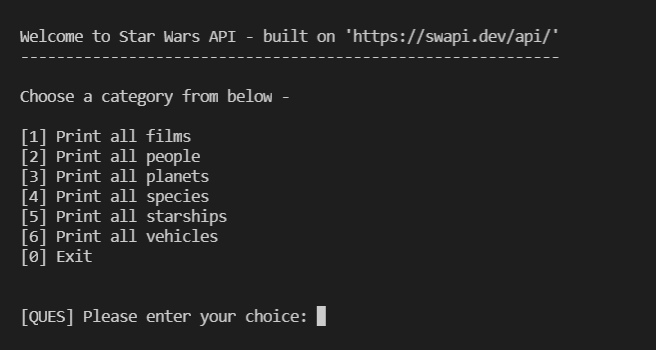 Welcome to Star Wars API - built on 'https://swapi.dev/api/'
------------------------------------------------------------
Choose a category from below -
[1] Print all films
[2] Print all people
[3] Print all planets
[4] Print all species
[5] Print all starships
[6] Print all vehicles
[0] Exit
[QUES] Please enter your choice: